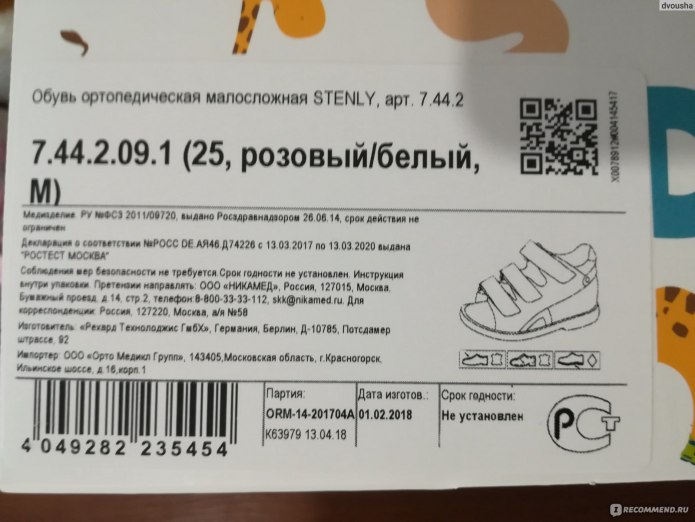 dvousha
Обувь ортопедическая малосложная STENLY, арт. 7.44.2
7.44.2.09.1 (25, розовый/белый,
М)
X0078912W004145417
Медизделие. РУ №ФСЗ 2011/09720, выдано Росздравнадзором 26.06.14, срок действия не
ограничен
Декларация о соответствии №РОСС DE.АЯ46.Д74226 с 13.03.2017 по 13.03.2020 выдана
"РОСТЕСТ МОСКВА"
Соблюдения мер безопасности не требуется.Срок годности не установлен. Инструкция
внутри упаковки. Претензии направлять: ООО «НИКАМЕД», Россия, 127015, Москва,
Бумажный проезд, д.14, стр.2, телефон:8-800-33-33-112, skk@nikamed.ru. Для
корреспонденции: Россия, 127220, Москва, а/я №58
Изготовитель: «Рехард Технолоджис ГмбХ», Германия, Берлин, Д-10785, Потсдамер
штрассе, 92
Импортер: ООО «Орто Медикл Групп», 143405,Московская область, г.Красногорск,
Ильинское шоссе, д.16,корп.1
4 049282 235454
Партия:
ORM-14-201704A
К63979 13.04.18
Дата изготов.:
01.02.2018
Срок годности:
Не установлен
РСТ
I RECOMMEND.RU